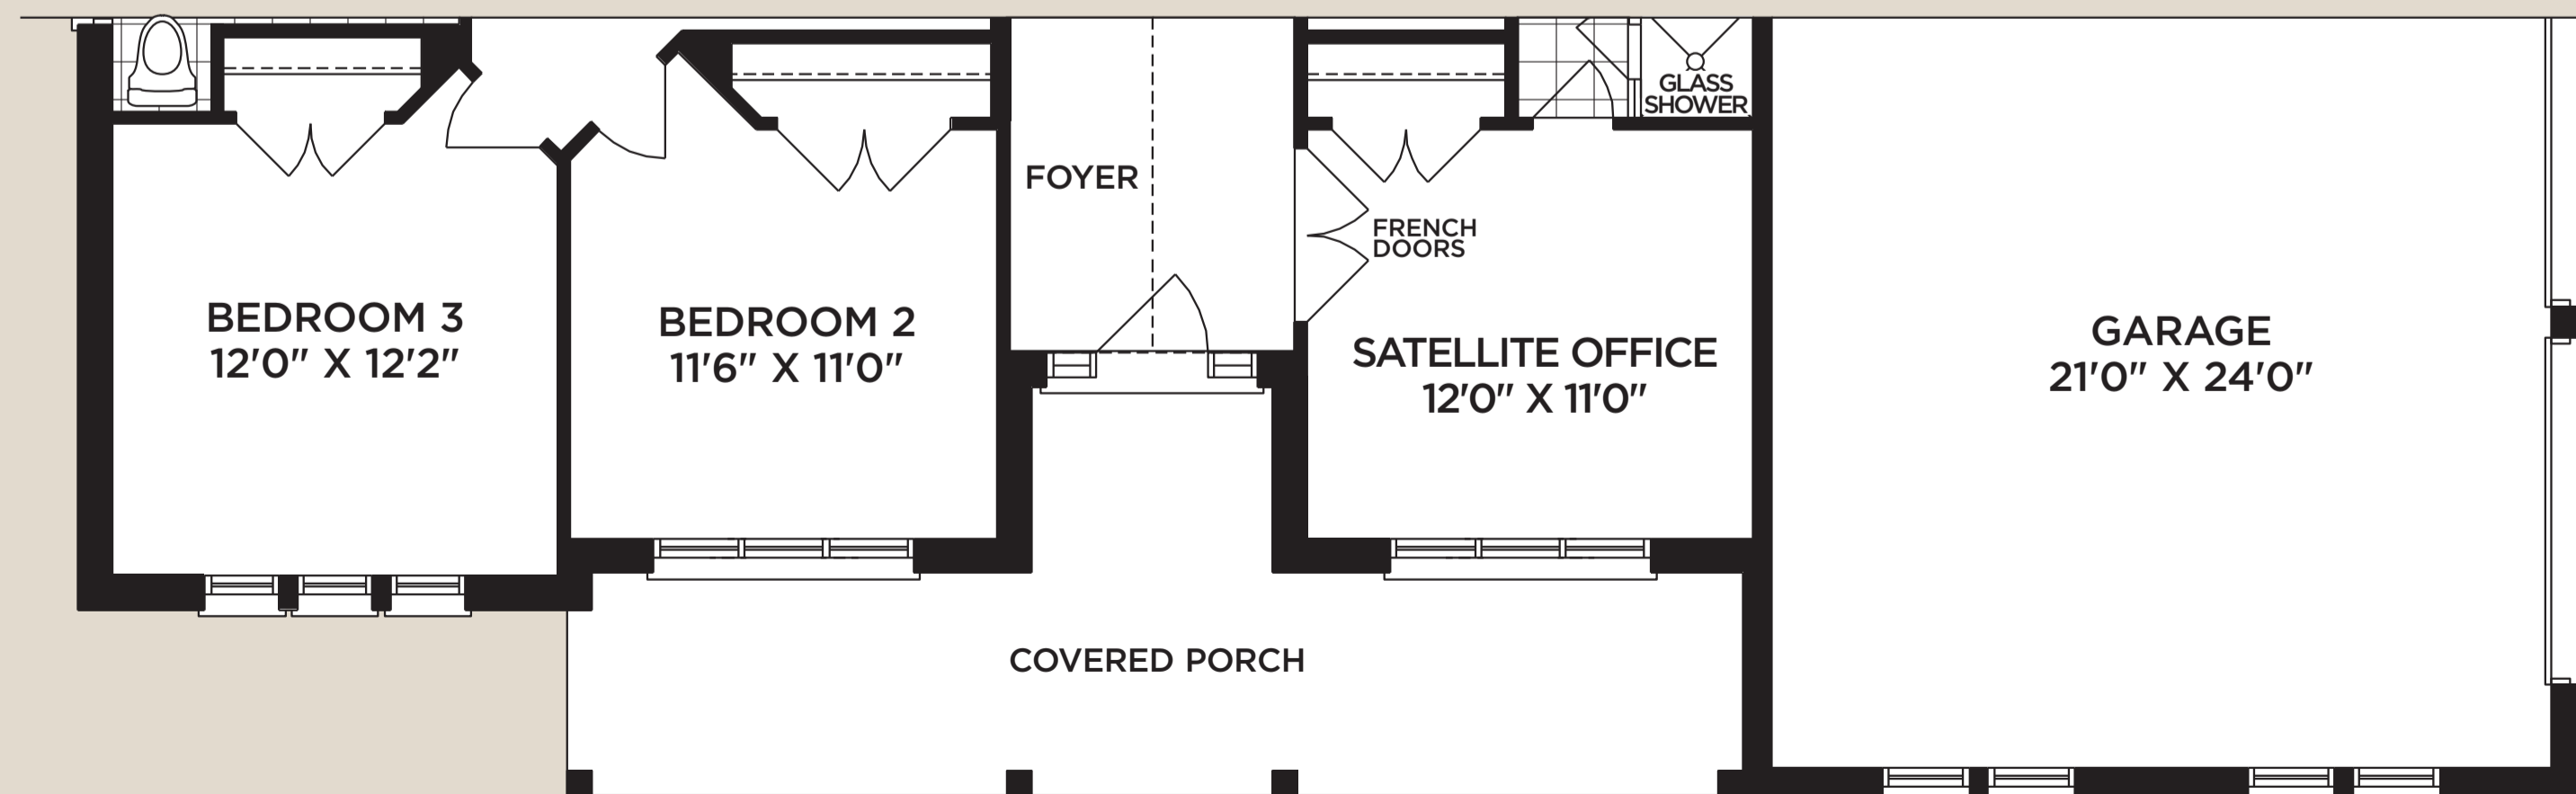 GLASS
SHOWER
FOYER
FRENCH
DOORS
BEDROOM 3
12'0" X 12'2"
BEDROOM 2
11'6" X 11'0"
SATELLITE OFFICE
12'0" X 11'0"
GARAGE
21'0" X 24'0"
COVERED PORCH